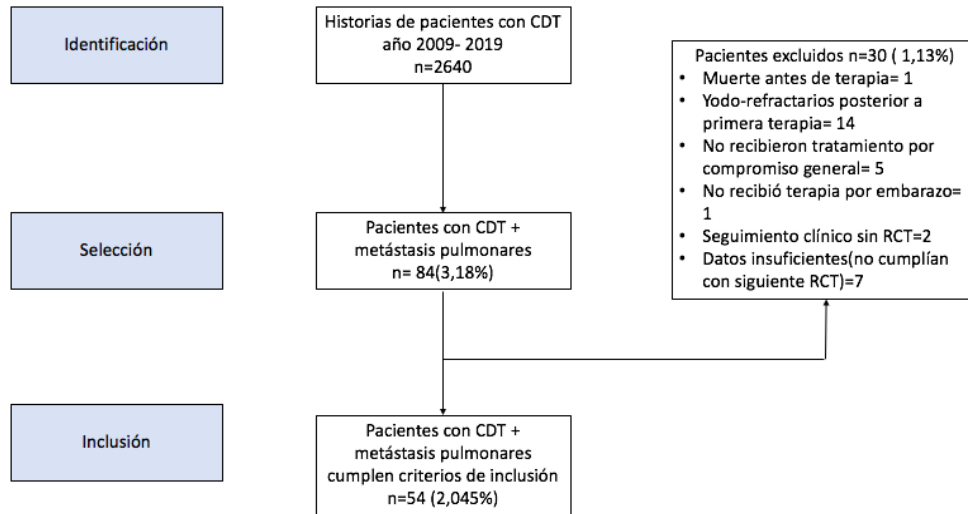 Identificación
Historias de pacientes con CDT
año 2009- 2019
n=2640
Pacientes excluidos n=30 ( 1,13%)
• Muerte antes de terapia= 1
• Yodo-refractarios posterior a
primera terapia= 14
• No recibieron tratamiento por
compromiso general= 5
• No recibió terapia por embarazo=
1
• Seguimiento clínico sin RCT=2
• Datos insuficientes(no cumplían
con siguiente RCT)=7
Selección
Pacientes con CDT +
metástasis pulmonares
n= 84(3,18%)
Inclusión
Pacientes con CDT +
metástasis pulmonares
cumplen criterios de inclusión
n=54 (2,045%)